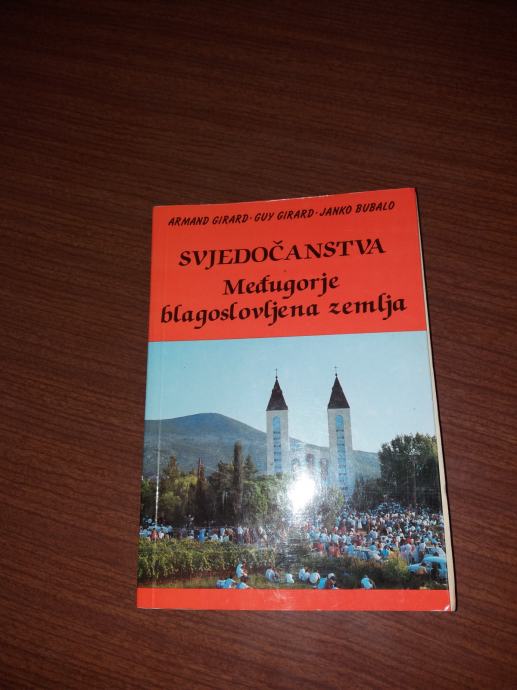 ARMAND GIRARD · GUY GIRARD · JANKO BUBALO
SVJEDOČANSTVA
Međugorje
blagoslovljena zemlja